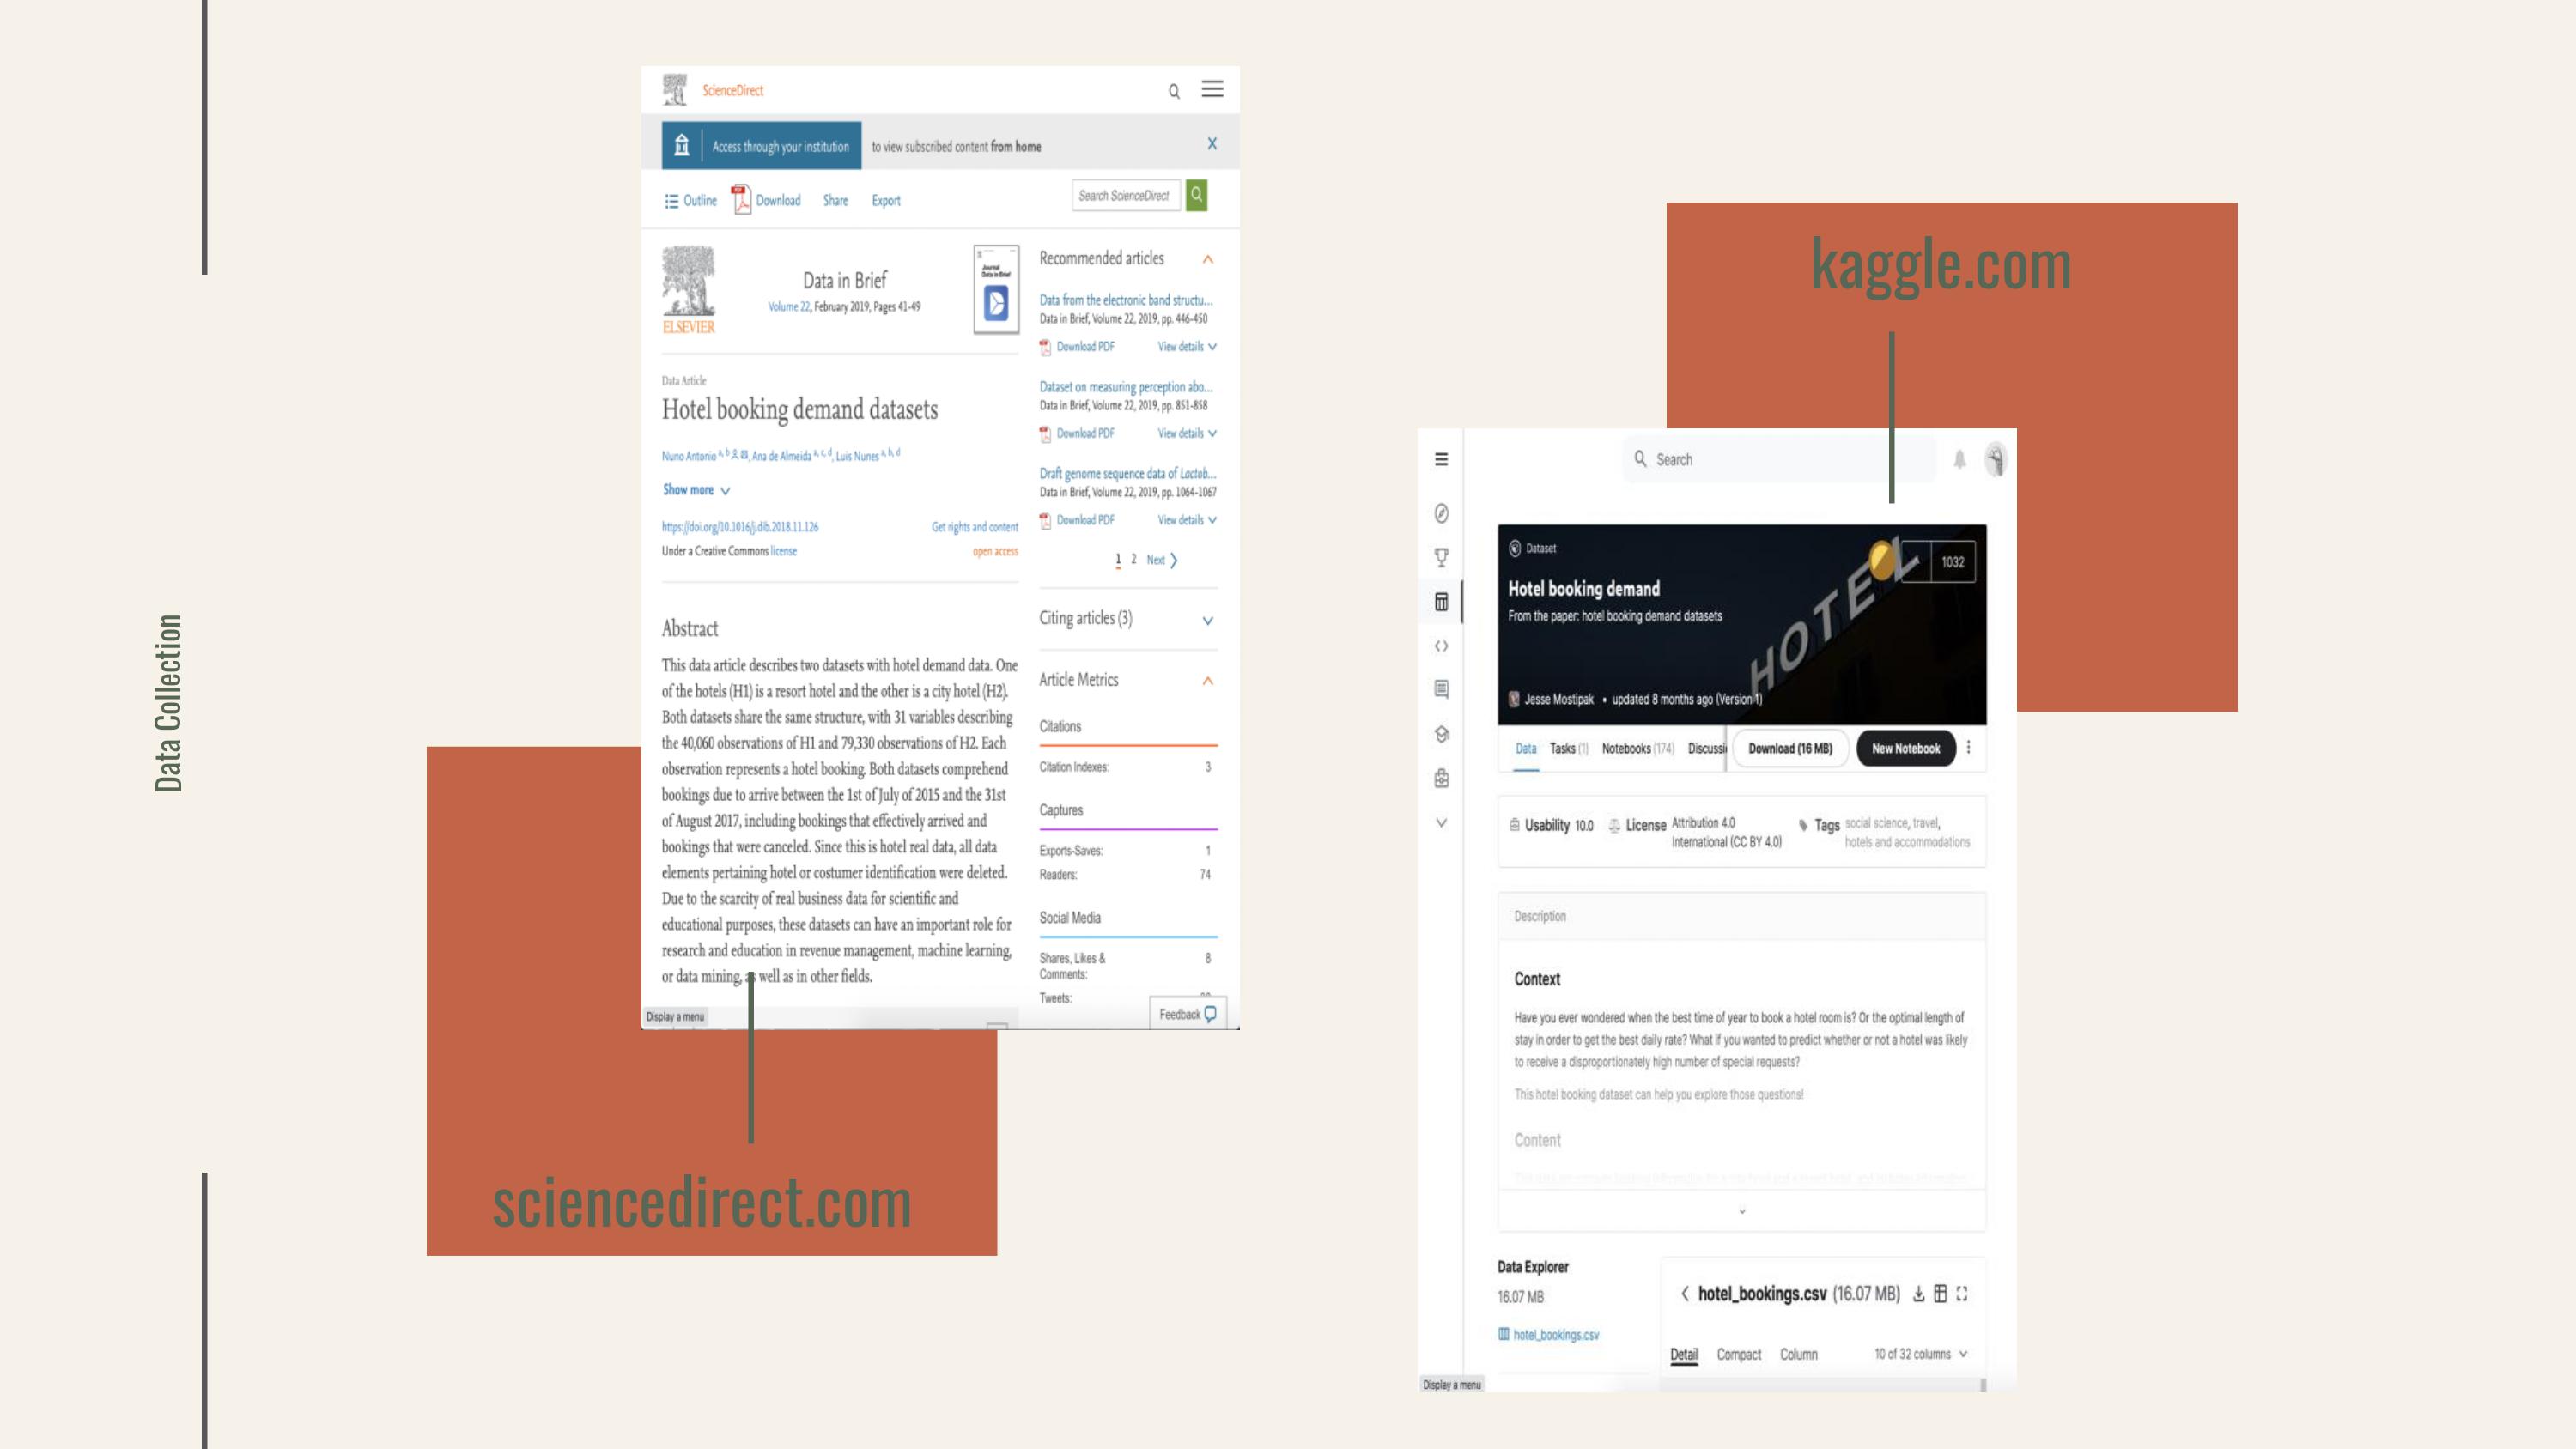 Data Collection
ScienceDirect
Access through your institution
to view subscribed content from home
X
Outline
Download
Share
Export
Search ScienceDirect
ELSEVIER
Data in Brief
Volume 22, February 2019, Pages 41-49
Journal
Data in Brief
Data Article
Hotel booking demand datasets
Nuno Antonio a, b, Ana de Almeida a, c, d, Luis Nunes a, b, d
Show more
https://doi.org/10.1016/j.dib.2018.11.126
Get rights and content
Under a Creative Commons license
open access
Abstract
This data article describes two datasets with hotel demand data. One
of the hotels (H1) is a resort hotel and the other is a city hotel (H2).
Both datasets share the same structure, with 31 variables describing
the 40,060 observations of H1 and 79,330 observations of H2. Each
observation represents a hotel booking. Both datasets comprehend
bookings due to arrive between the 1st of July of 2015 and the 31st
of August 2017, including bookings that effectively arrived and
bookings that were canceled. Since this is hotel real data, all data
elements pertaining hotel or costumer identification were deleted.
Due to the scarcity of real business data for scientific and
educational purposes, these datasets can have an important role for
research and education in revenue management, machine learning,
or data mining, as well as in other fields.
Display a menu
Recommended articles
Data from the electronic band structu...
Data in Brief, Volume 22, 2019, pp. 446-450
Download PDF
View details
Dataset on measuring perception abo...
Data in Brief, Volume 22, 2019, pp. 851-858
Download PDF
View details
Draft genome sequence data of Lactob...
Data in Brief, Volume 22, 2019, pp. 1064-1067
Download PDF
View details
1 2 Next
Citing articles (3)
Article Metrics
Citations
Citation Indexes: 3
Captures
Exports-Saves: 1
Readers: 74
Social Media
Shares, Likes & 8
Comments:
Tweets:
Feedback
sciencedirect.com
kaggle.com
Search
Dataset
1032
Hotel booking demand
From the paper: hotel booking demand datasets
HOTEL
Jesse Mostipak • updated 8 months ago (Version 1)
Data
Tasks (1)
Notebooks (174)
Discussi
Download (16 MB)
New Notebook
Usability 10.0
License Attribution 4.0
International (CC BY 4.0)
Tags social science, travel,
hotels and accommodations
Description
Context
Have you ever wondered when the best time of year to book a hotel room is? Or the optimal length of
stay in order to get the best daily rate? What if you wanted to predict whether or not a hotel was likely
to receive a disproportionately high number of special requests?
This hotel booking dataset can help you explore those questions!
Content
Data Explorer
16.07 MB
hotel_bookings.csv
hotel_bookings.csv (16.07 MB)
Detail
Compact
Column
10 of 32 columns
Display a menu